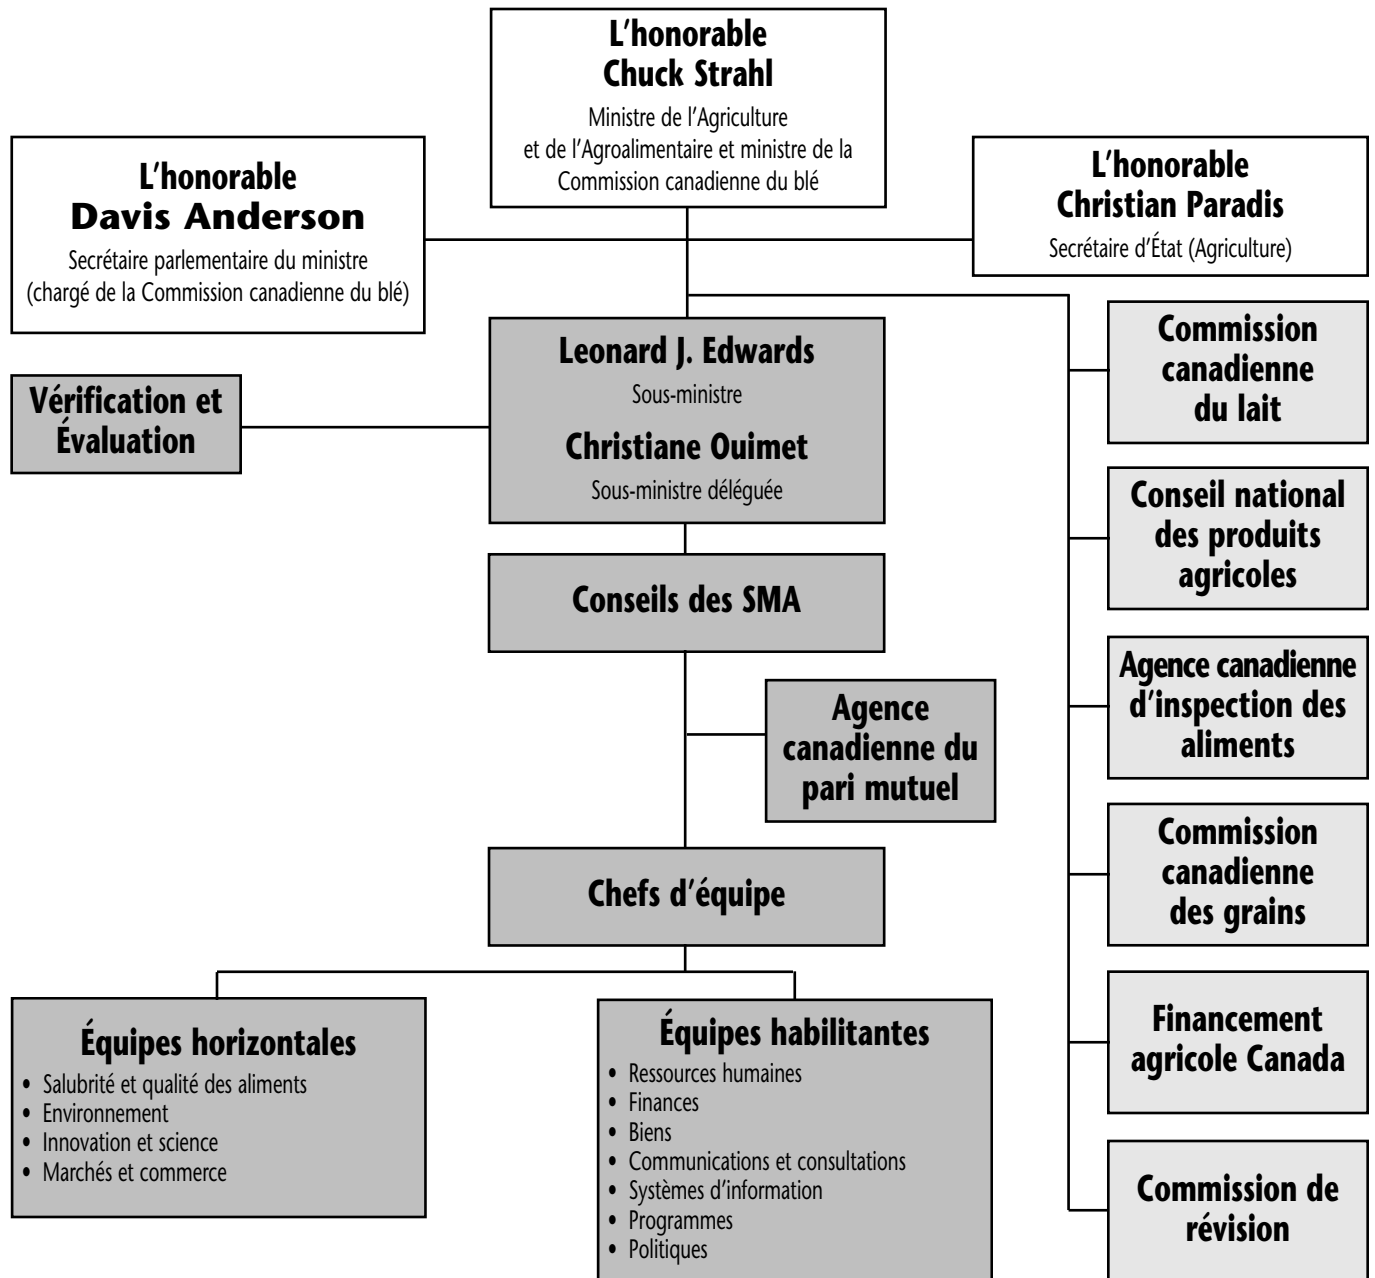 L'honorable
Chuck Strahl
Ministre de l'Agriculture
et de l'Agroalimentaire et ministre de la
Commission canadienne du blé
L'honorable
Davis Anderson
Secrétaire parlementaire du ministre
(chargé de la Commission canadienne du blé)
L'honorable
Christian Paradis
Secrétaire d'État (Agriculture)
Leonard J. Edwards
Sous-ministre
Christiane Ouimet
Sous-ministre déléguée
Vérification et
Évaluation
Conseils des SMA
Agence
canadienne du
pari mutuel
Chefs d'équipe
Équipes horizontales
• Salubrité et qualité des aliments
• Environnement
• Innovation et science
• Marchés et commerce
Équipes habilitantes
• Ressources humaines
• Finances
• Biens
• Communications et consultations
• Systèmes d'information
• Programmes
• Politiques
Commission
canadienne
du lait
Conseil national
des produits
agricoles
Agence canadienne
d'inspection des
aliments
Commission
canadienne
des grains
Financement
agricole Canada
Commission de
révision